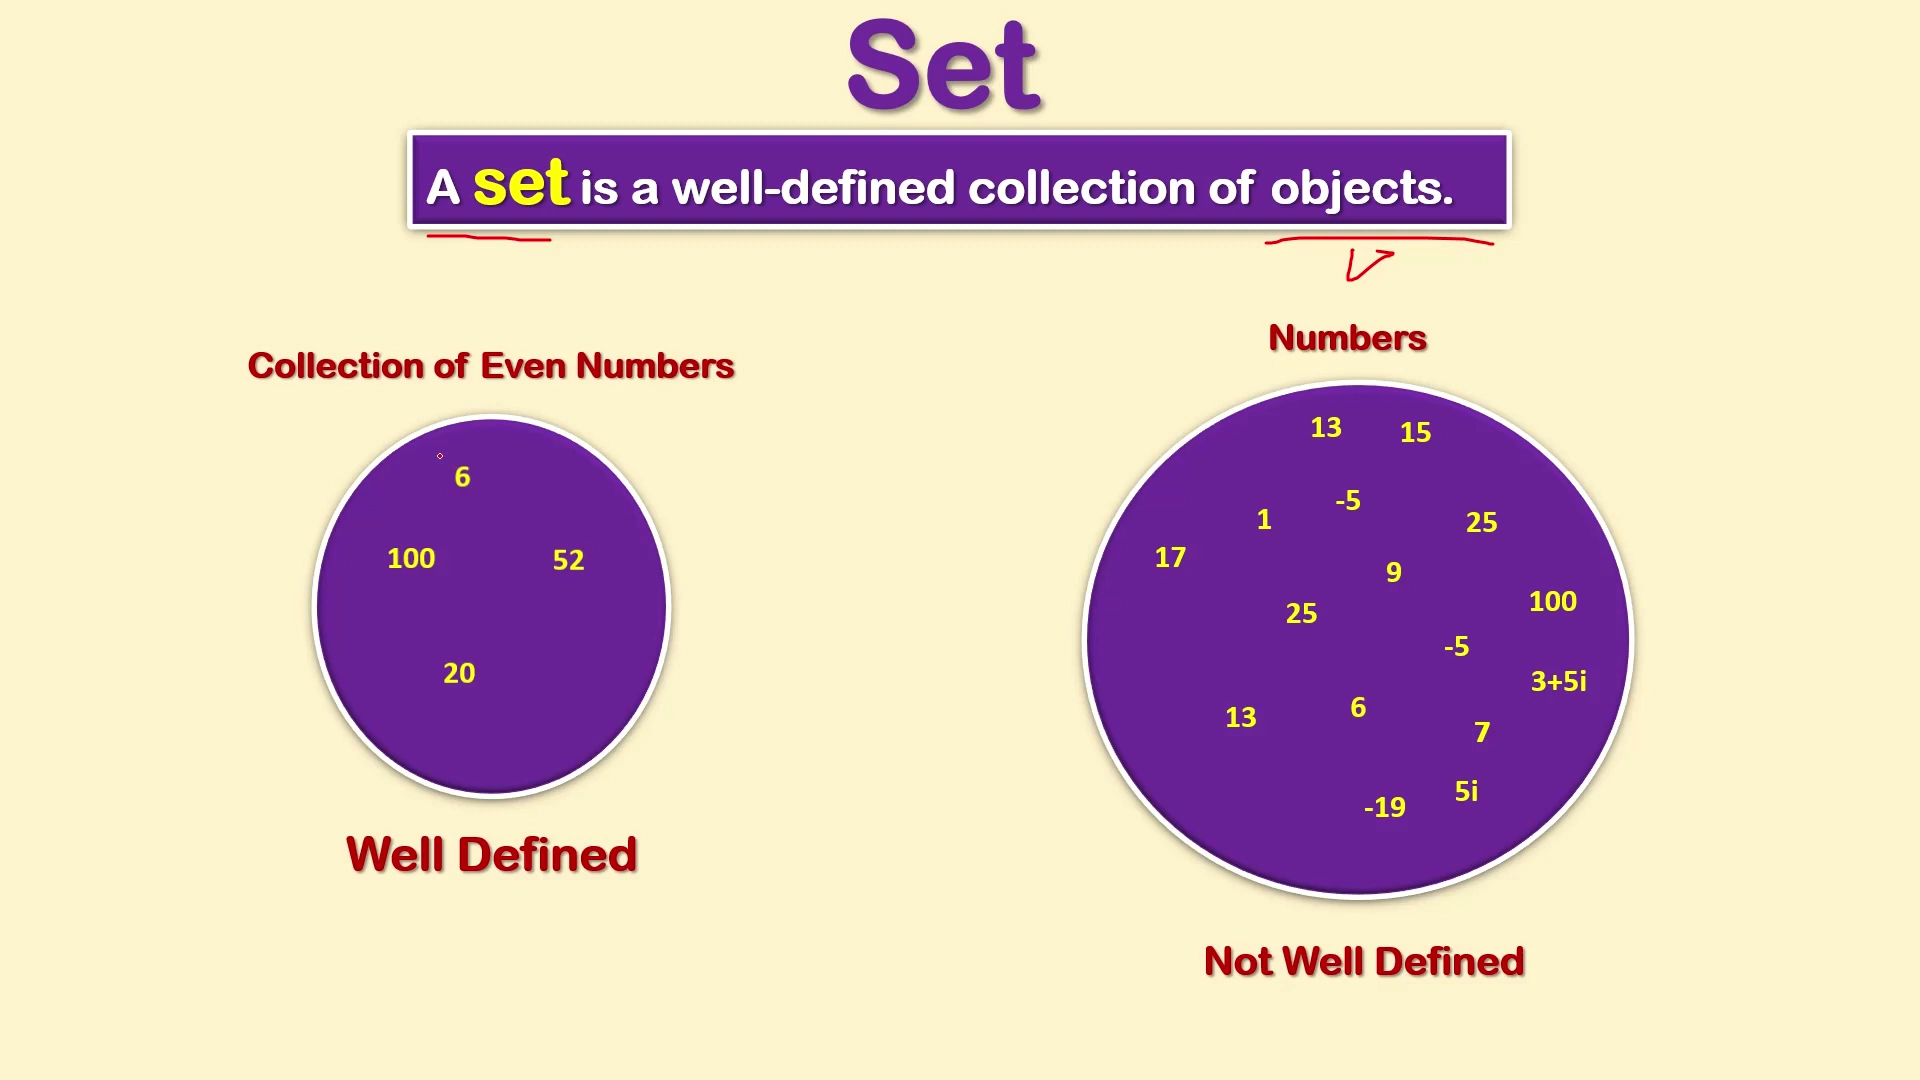 Set
A set is a well-defined collection of objects.
Collection of Even Numbers
6
100 52
20
Well Defined
Numbers
13 15
-5
1 25
17
9
100
25
-5
3+5i
6
13
7
5i
-19
Not Well Defined